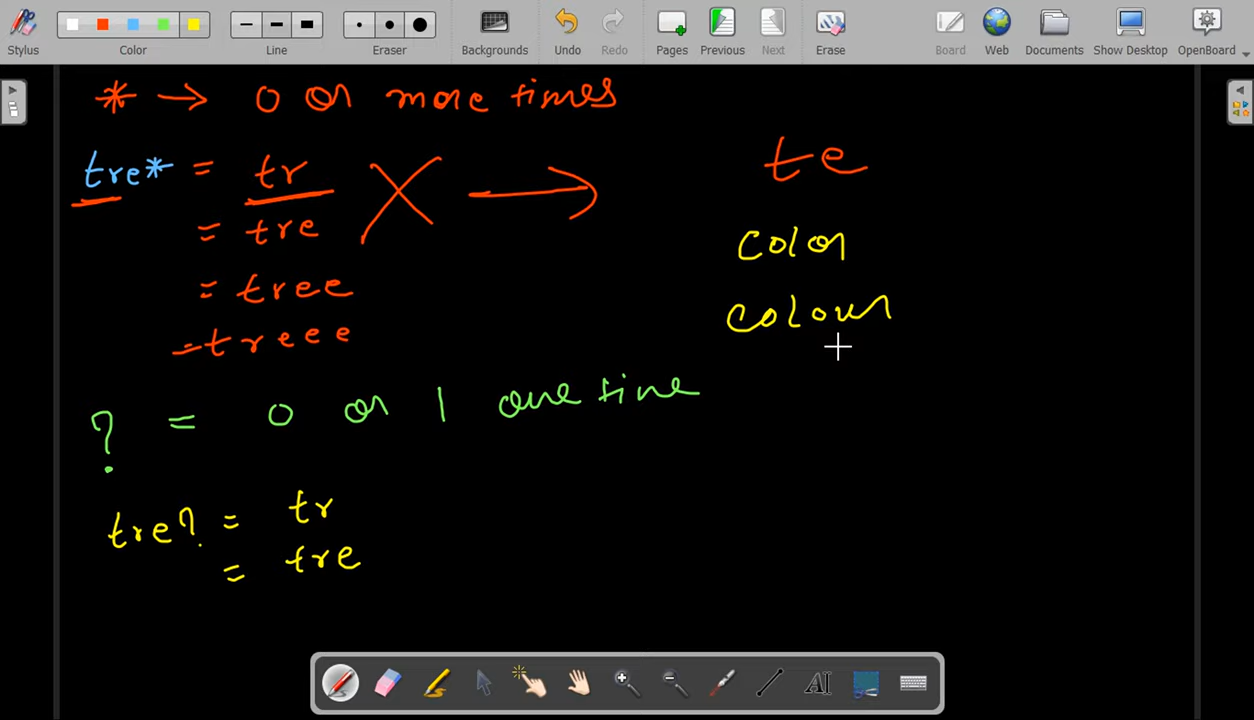 Stylus
Color
Line
Eraser
Backgrounds
Undo
Redo
Pages
Previous
Next
Erase
Board
Web
Documents
Show Desktop
OpenBoard
* → 0 or more times
tre* = tr
= tre
= tree
= treee
te
color
colour
? = 0 or 1 one time
tre? = tr
= tre